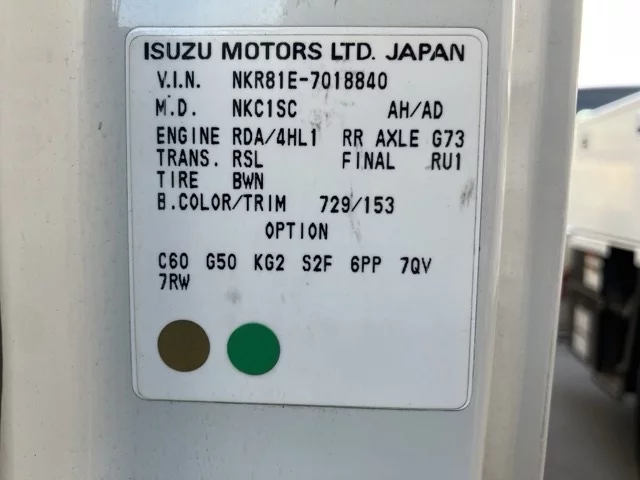 ISUZU MOTORS LTD. JAPAN
V.I.N. NKR81E-7018840
M.D. NKC1SC AH/AD
ENGINE RDA/4HL1 RR AXLE G73
TRANS. RSL FINAL RU1
TIRE BWN
B.COLOR/TRIM 729/153
OPTION
C60 G50 KG2 S2F 6PP 7QV
7RW